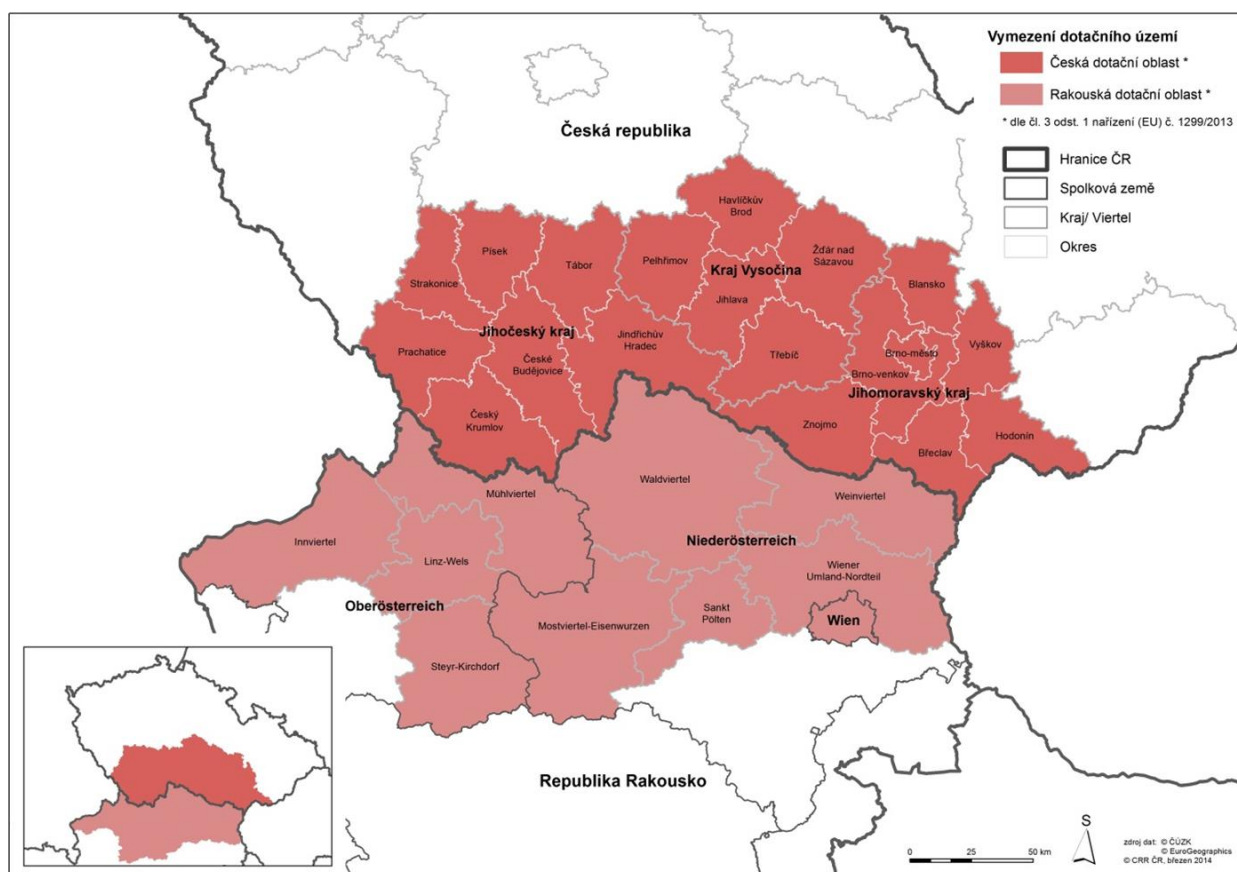 Vymezení dotačního území
Česká dotační oblast *
Rakouská dotační oblast *
* dle čl. 3 odst. 1 nařízení (EU) č. 1299/2013
Hranice ČR
Spolková země
Kraj/ Viertel
Okres
Česká republika
Havlíčkův
Brod
Písek
Tábor
Pelhřimov
Žďár nad
Sázavou
Kraj Vysočina
Strakonice
Blansko
Jihlava
Jihočeský kraj
Jindřichův
Hradec
Prachatice
České
Budějovice
Třebíč
Brno-město
Vyškov
Brno-venkov
Jihomoravský kraj
Český
Krumlov
Znojmo
Hodonín
Břeclav
Mühlviertel
Waldviertel
Weinviertel
Innviertel
Niederösterreich
Linz-Wels
Wiener
Umland-Nordteil
Oberösterreich
Sankt
Pölten
Wien
Mostviertel-Eisenwurzen
Steyr-Kirchdorf
Republika Rakousko
S
0 25 50 km
zdroj dat: © ČÚZK
© EuroGeographics
© CRR ČR, březen 2014